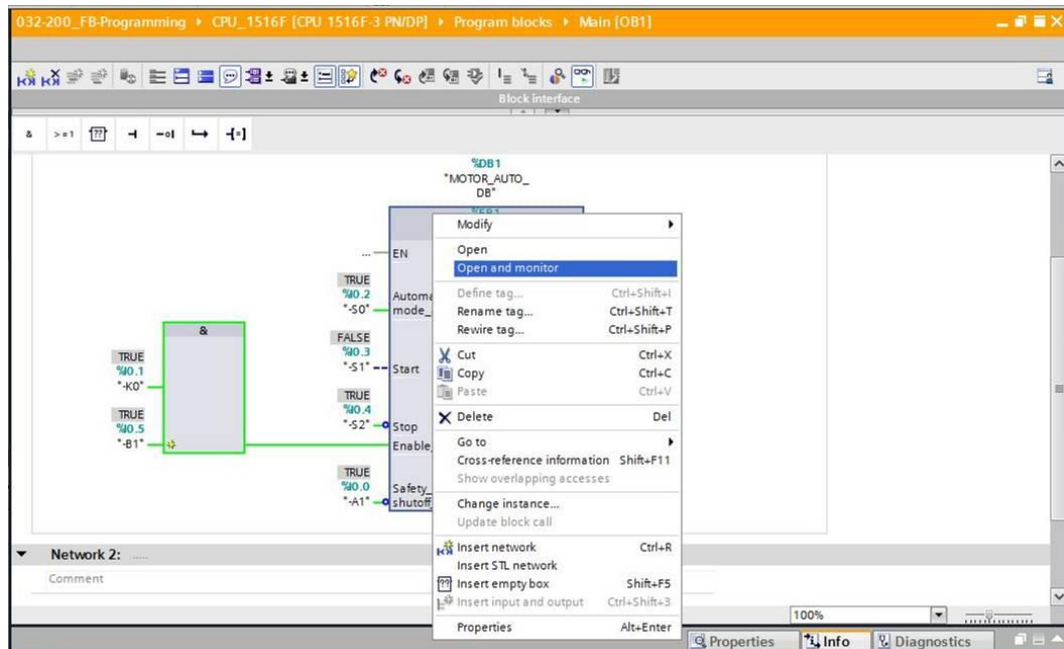 032-200_FB-Programming ▸ CPU_1516F [CPU 1516F-3 PN/DP] ▸ Program blocks ▸ Main [OB1]
Block interface
& >=1 ??
%DB1
"MOTOR_AUTO_
DB"
%FB1
... EN
TRUE
%I0.2
"-S0"
Automa
mode_
FALSE
%I0.3
"-S1" Start
TRUE
%I0.4
"-S2" Stop
Enable_
TRUE
%I0.0
"-A1"
Safety_
shutoff_
&
TRUE
%I0.1
"-K0"
TRUE
%I0.5
"-B1"
Modify
Open
Open and monitor
Define tag... Ctrl+Shift+I
Rename tag... Ctrl+Shift+T
Rewire tag... Ctrl+Shift+P
Cut Ctrl+X
Copy Ctrl+C
Paste Ctrl+V
Delete Del
Go to
Cross-reference information Shift+F11
Show overlapping accesses
Change instance...
Update block call
Insert network Ctrl+R
Insert STL network
?? Insert empty box Shift+F5
Insert input and output Ctrl+Shift+3
Properties Alt+Enter
Network 2: .....
Comment
100%
Properties Info Diagnostics